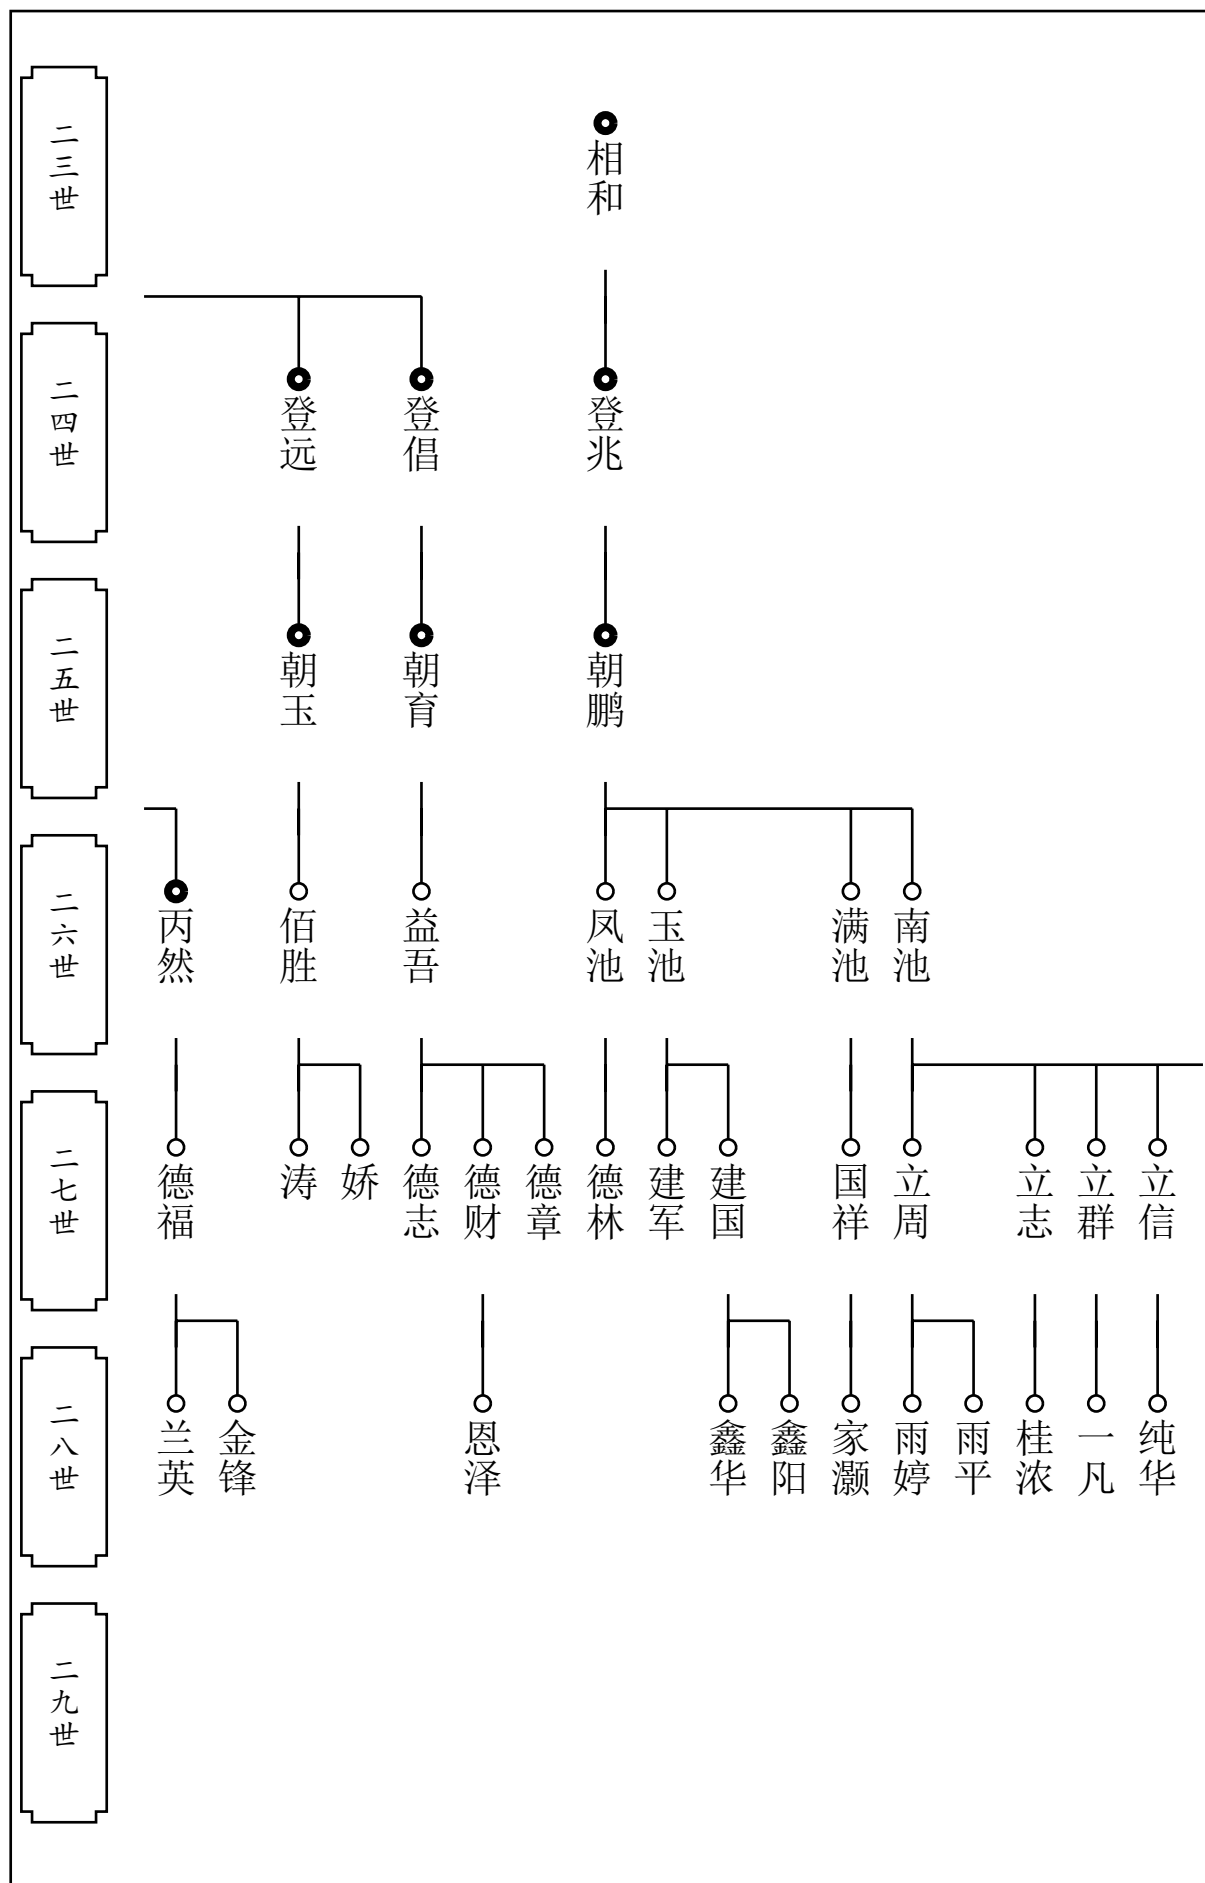 二三世
相和
二四世
登远
登倡
登兆
二五世
朝玉
朝育
朝鹏
二六世
丙然
佰胜
益吾
凤池
玉池
满池
南池
二七世
德福
涛
娇
德志
德财
德章
德林
建军
建国
国祥
立周
立志
立群
立信
二八世
兰英
金锋
恩泽
鑫华
鑫阳
家灏
雨婷
雨平
桂浓
一凡
纯华
二九世